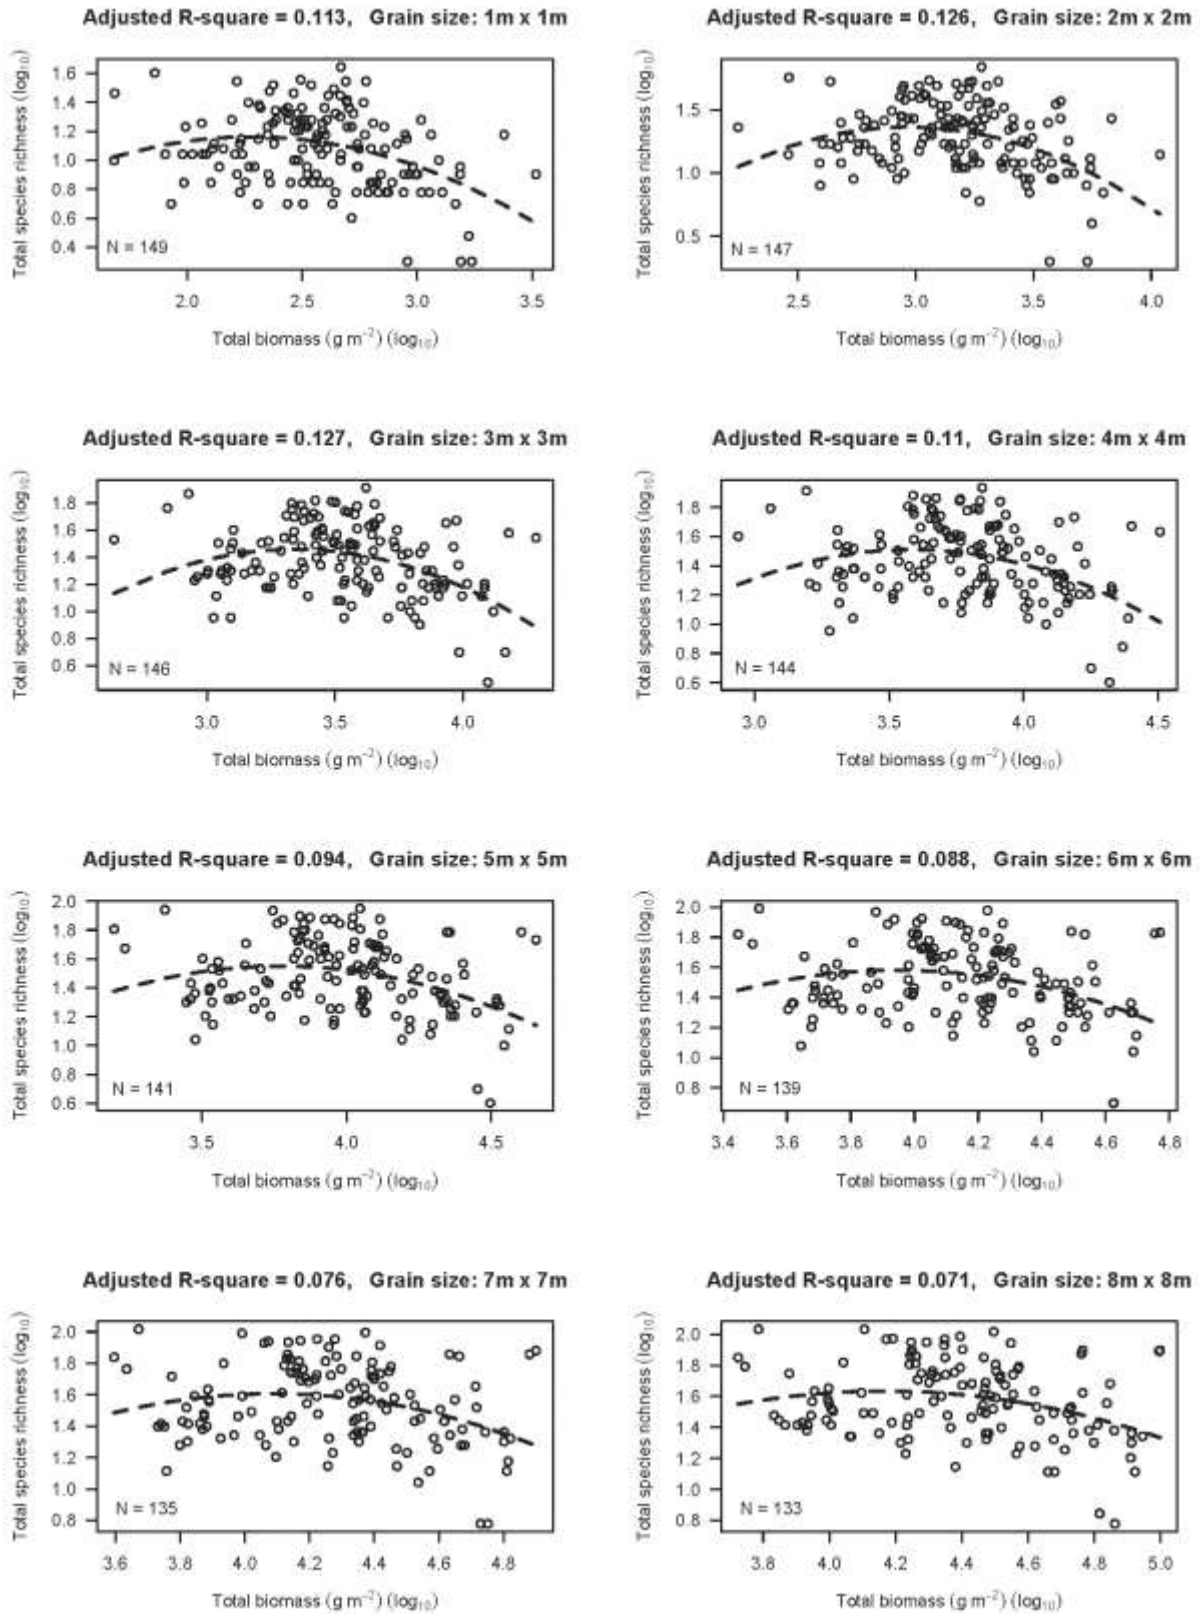 Adjusted R-square = 0.113, Grain size: 1m x 1m
Total species richness (log₁₀)
1.6
1.4
1.2
1.0
0.8
0.6
0.4
N = 149
2.0 2.5 3.0 3.5
Total biomass (g m⁻²) (log₁₀)
Adjusted R-square = 0.126, Grain size: 2m x 2m
Total species richness (log₁₀)
1.5
1.0
0.5
N = 147
2.5 3.0 3.5 4.0
Total biomass (g m⁻²) (log₁₀)
Adjusted R-square = 0.127, Grain size: 3m x 3m
Total species richness (log₁₀)
1.8
1.6
1.4
1.2
1.0
0.8
0.6
N = 146
3.0 3.5 4.0
Total biomass (g m⁻²) (log₁₀)
Adjusted R-square = 0.11, Grain size: 4m x 4m
Total species richness (log₁₀)
1.8
1.6
1.4
1.2
1.0
0.8
0.6
N = 144
3.0 3.5 4.0 4.5
Total biomass (g m⁻²) (log₁₀)
Adjusted R-square = 0.094, Grain size: 5m x 5m
Total species richness (log₁₀)
2.0
1.8
1.6
1.4
1.2
1.0
0.8
0.6
N = 141
3.5 4.0 4.5
Total biomass (g m⁻²) (log₁₀)
Adjusted R-square = 0.088, Grain size: 6m x 6m
Total species richness (log₁₀)
2.0
1.8
1.6
1.4
1.2
1.0
0.8
N = 139
3.4 3.6 3.8 4.0 4.2 4.4 4.6 4.8
Total biomass (g m⁻²) (log₁₀)
Adjusted R-square = 0.076, Grain size: 7m x 7m
Total species richness (log₁₀)
2.0
1.8
1.6
1.4
1.2
1.0
0.8
N = 135
3.6 3.8 4.0 4.2 4.4 4.6 4.8
Total biomass (g m⁻²) (log₁₀)
Adjusted R-square = 0.071, Grain size: 8m x 8m
Total species richness (log₁₀)
2.0
1.8
1.6
1.4
1.2
1.0
0.8
N = 133
3.8 4.0 4.2 4.4 4.6 4.8 5.0
Total biomass (g m⁻²) (log₁₀)